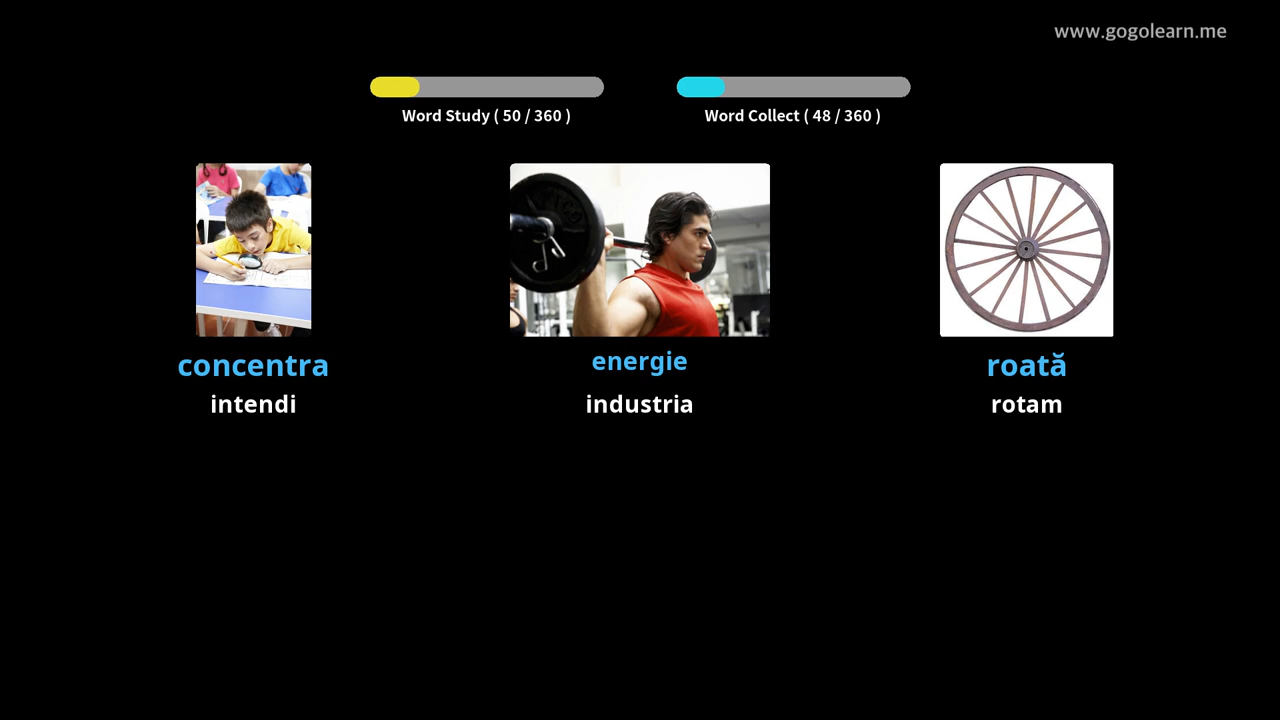 www.gogolearn.me
Word Study ( 50 / 360 )
Word Collect ( 48 / 360 )
concentra
energie
roată
intendi
industria
rotam